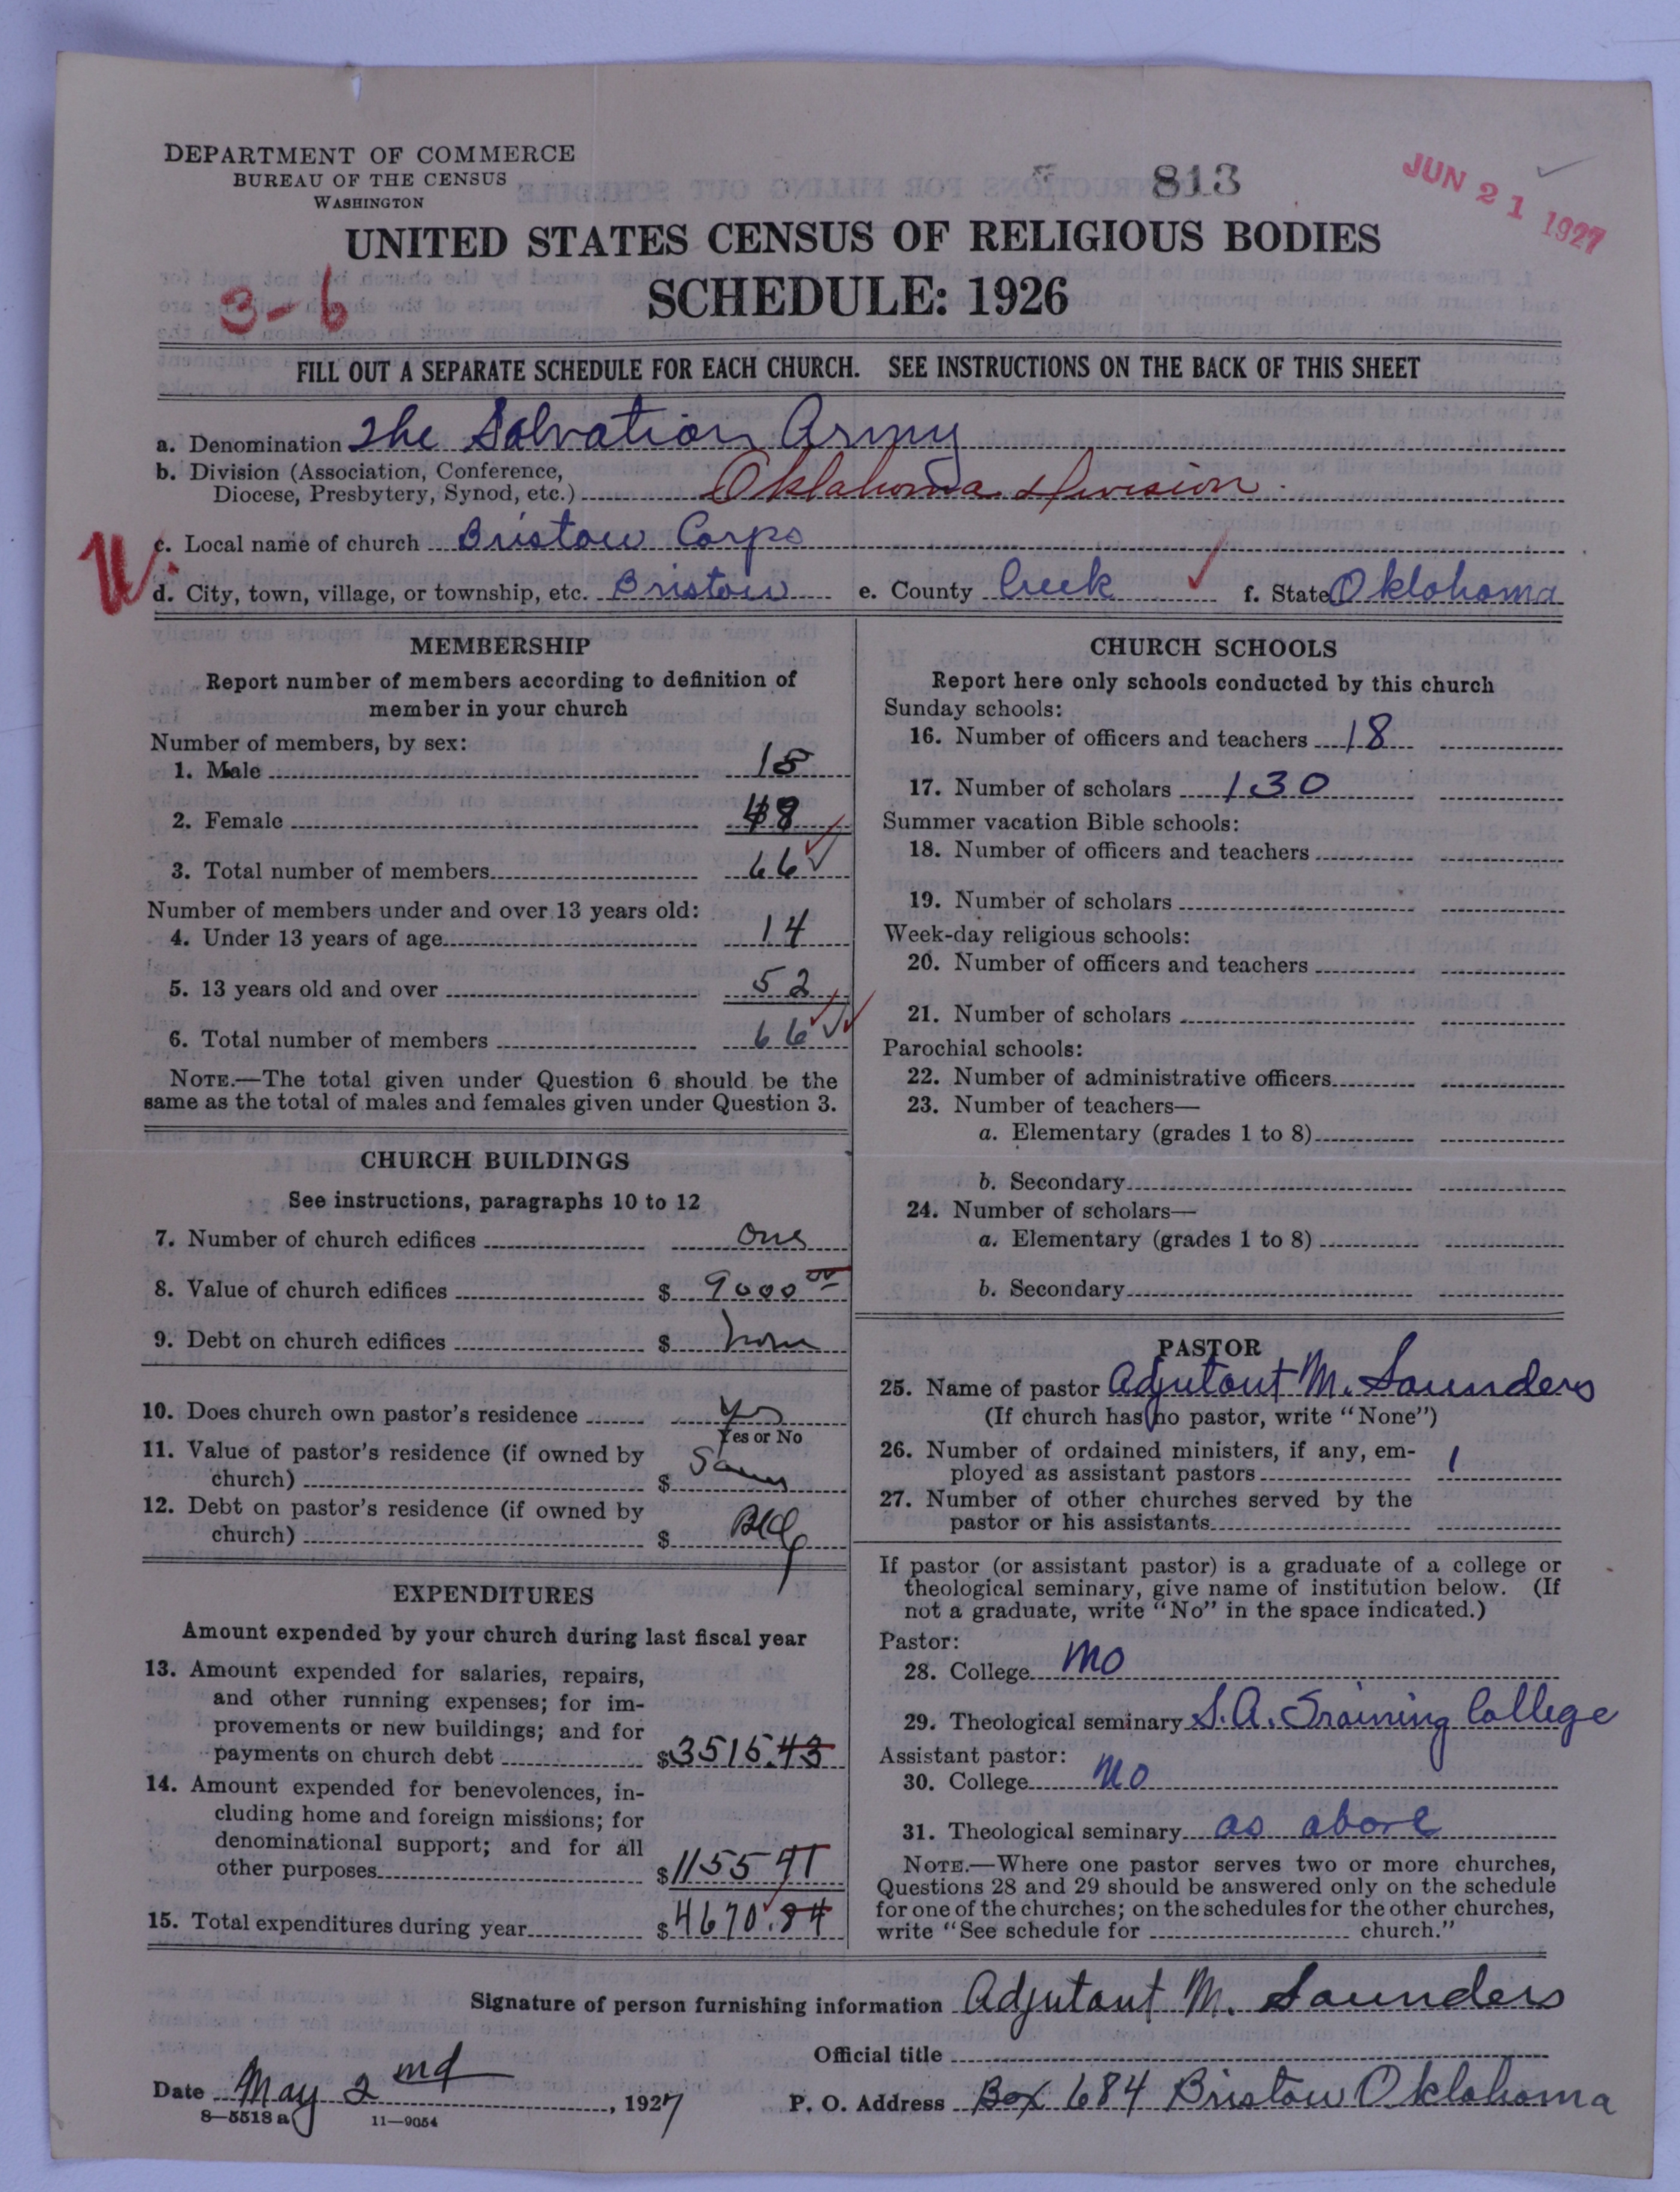 DEPARTMENT OF COMMERCE
BUREAU OF THE CENSUS
WASHINGTON
813
JUN 21 1927
UNITED STATES CENSUS OF RELIGIOUS BODIES
SCHEDULE: 1926
3-6
FILL OUT A SEPARATE SCHEDULE FOR EACH CHURCH. SEE INSTRUCTIONS ON THE BACK OF THIS SHEET
a. Denomination The Salvation Army
b. Division (Association, Conference,
Diocese, Presbytery, Synod, etc.) Oklahoma Division.
c. Local name of church Bristow Corps
d. City, town, village, or township, etc. Bristow e. County Creek f. State Oklahoma
MEMBERSHIP
Report number of members according to definition of
member in your church
Number of members, by sex:
1. Male 18
2. Female 48
3. Total number of members 66
Number of members under and over 13 years old:
4. Under 13 years of age 14
5. 13 years old and over 52
6. Total number of members 66
NOTE.—The total given under Question 6 should be the
same as the total of males and females given under Question 3.
CHURCH BUILDINGS
See instructions, paragraphs 10 to 12
7. Number of church edifices one
8. Value of church edifices $ 9000 00
9. Debt on church edifices $ none
10. Does church own pastor's residence Yes
Yes or No
11. Value of pastor's residence (if owned by
church) $ Same
12. Debt on pastor's residence (if owned by
church) $ Bldg
EXPENDITURES
Amount expended by your church during last fiscal year
13. Amount expended for salaries, repairs,
and other running expenses; for im-
provements or new buildings; and for
payments on church debt $3515.43
14. Amount expended for benevolences, in-
cluding home and foreign missions; for
denominational support; and for all
other purposes $1155 41
15. Total expenditures during year $4670.84
CHURCH SCHOOLS
Report here only schools conducted by this church
Sunday schools:
16. Number of officers and teachers 18
17. Number of scholars 130
Summer vacation Bible schools:
18. Number of officers and teachers
19. Number of scholars
Week-day religious schools:
20. Number of officers and teachers
21. Number of scholars
Parochial schools:
22. Number of administrative officers
23. Number of teachers—
a. Elementary (grades 1 to 8)
b. Secondary
24. Number of scholars—
a. Elementary (grades 1 to 8)
b. Secondary
PASTOR
25. Name of pastor Adjutant M. Saunders
(If church has no pastor, write "None")
26. Number of ordained ministers, if any, em-
ployed as assistant pastors 1
27. Number of other churches served by the
pastor or his assistants
If pastor (or assistant pastor) is a graduate of a college or
theological seminary, give name of institution below. (If
not a graduate, write "No" in the space indicated.)
Pastor:
28. College No
29. Theological seminary S.A. Training College
Assistant pastor:
30. College No
31. Theological seminary as above
NOTE.—Where one pastor serves two or more churches,
Questions 28 and 29 should be answered only on the schedule
for one of the churches; on the schedules for the other churches,
write "See schedule for church."
Signature of person furnishing information Adjutant M. Saunders
Official title
Date May 2nd, 1927 P. O. Address Box 684 Bristow Oklahoma
8—5518 a 11—9054